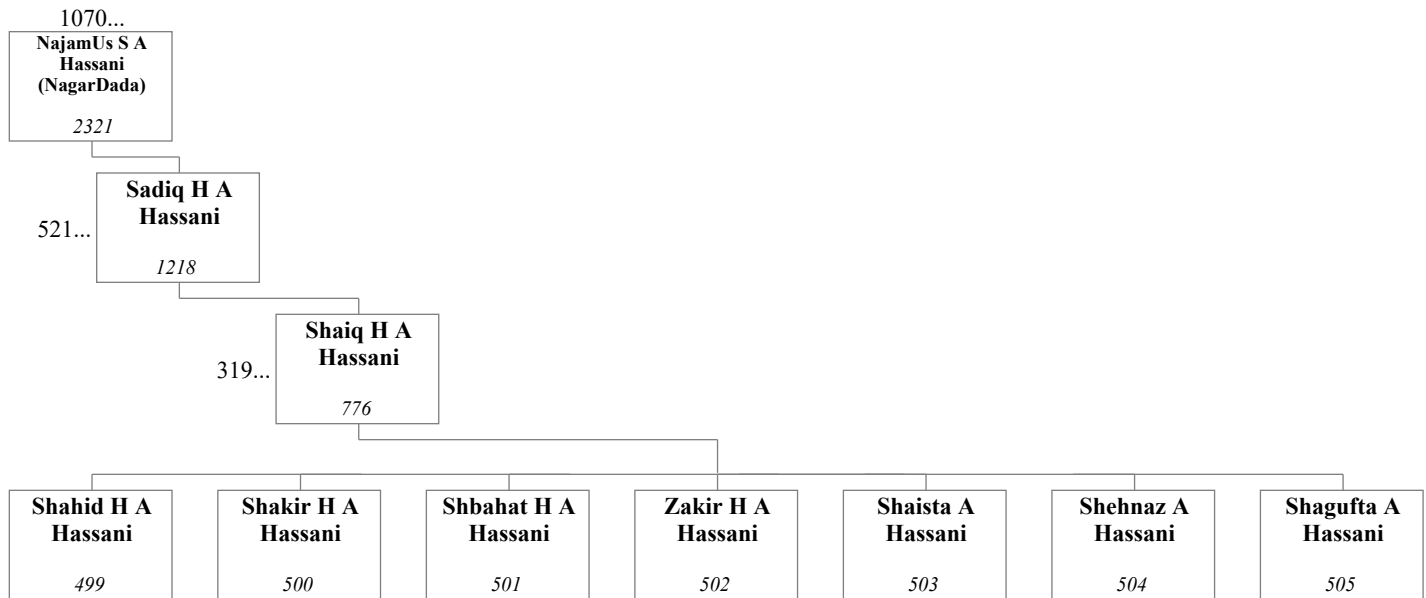 1070...
NajamUs S A
Hassani
(NagarDada)
2321
Sadiq H A
Hassani
521...
1218
Shaiq H A
Hassani
319...
776
Shahid H A
Hassani
499
Shakir H A
Hassani
500
Shbahat H A
Hassani
501
Zakir H A
Hassani
502
Shaista A
Hassani
503
Shehnaz A
Hassani
504
Shagufta A
Hassani
505